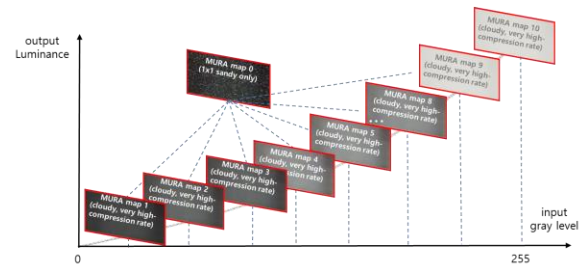 output
Luminance
MURA map 0
(1x1 sandy only)
MURA map 10
(cloudy, very high-
compression rate)
MURA map 9
(cloudy, very high-
compression rate)
MURA map 8
(cloudy, very high-
compression rate)
...
MURA map 5
(cloudy, very high-
compression rate)
MURA map 4
(cloudy, very high-
compression rate)
MURA map 3
(cloudy, very high-
compression rate)
MURA map 2
(cloudy, very high-
compression rate)
MURA map 1
(cloudy, very high-
compression rate)
input
gray level
0
255